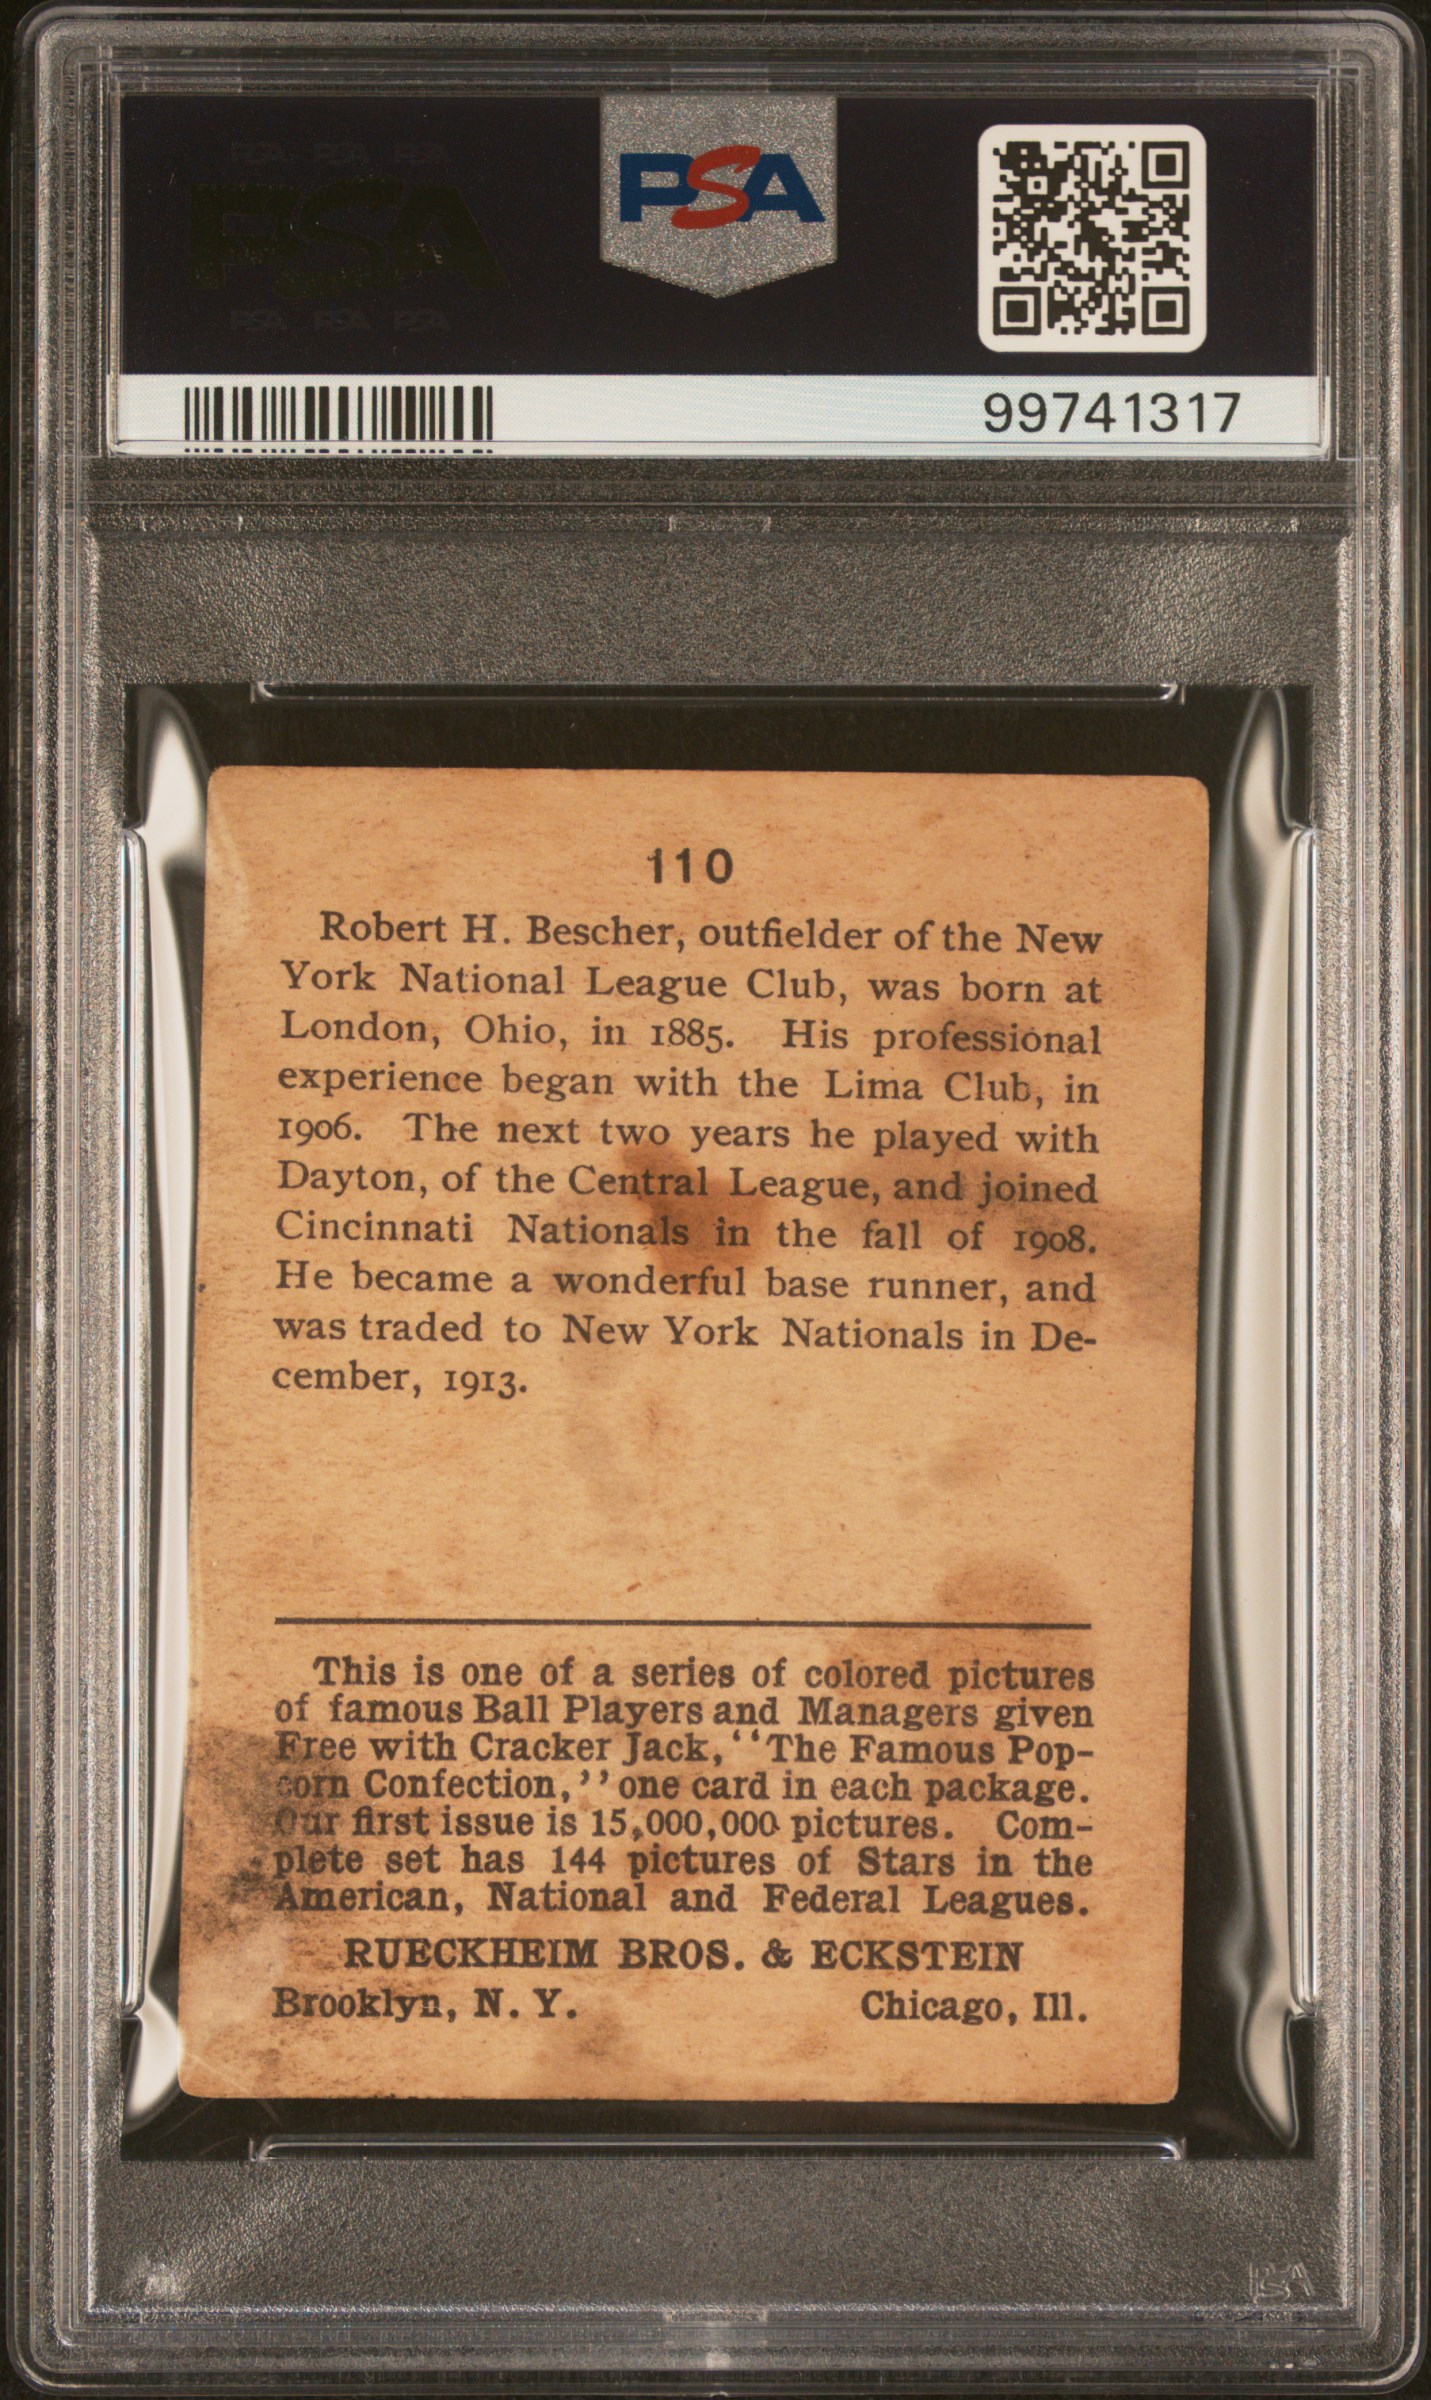 PSA
99741317
110
Robert H. Bescher, outfielder of the New
York National League Club, was born at
London, Ohio, in 1885. His professional
experience began with the Lima Club, in
1906. The next two years he played with
Dayton, of the Central League, and joined
Cincinnati Nationals in the fall of 1908.
He became a wonderful base runner, and
was traded to New York Nationals in De-
cember, 1913.
This is one of a series of colored pictures
of famous Ball Players and Managers given
Free with Cracker Jack, "The Famous Pop-
corn Confection," one card in each package.
Our first issue is 15,000,000 pictures. Com-
plete set has 144 pictures of Stars in the
American, National and Federal Leagues.
RUECKHEIM BROS. & ECKSTEIN
Brooklyn, N. Y. Chicago, Ill.
PSA